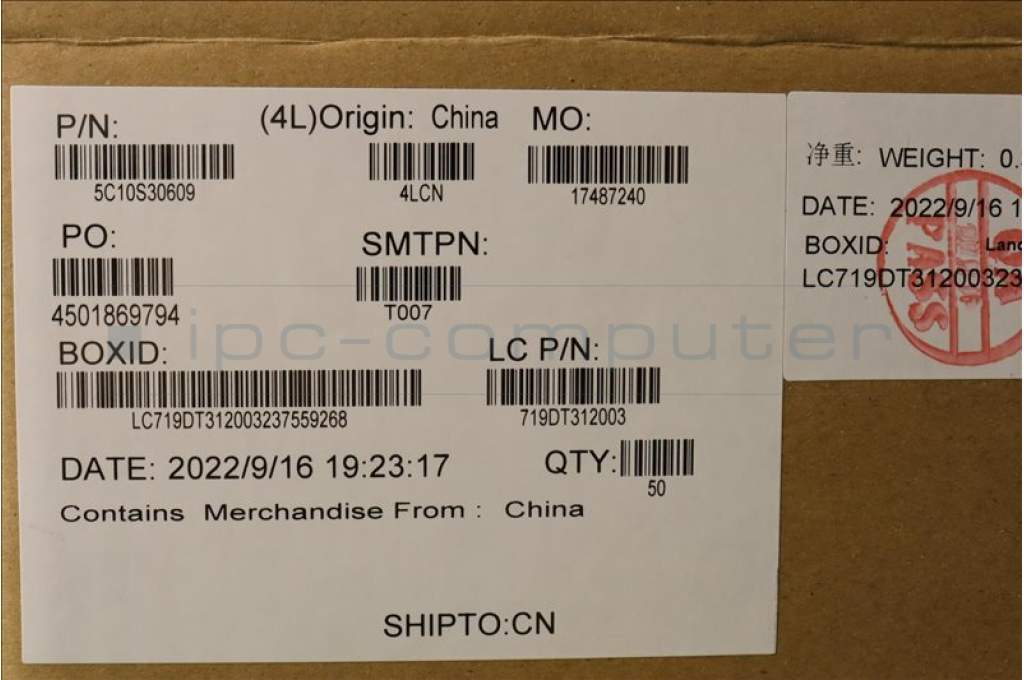 P/N: (4L)Origin: China MO:
5C10S30609 4LCN 17487240
PO: SMTPN:
4501869794 T007
ipc-computer
BOXID: LC P/N:
LC719DT312003237559268 719DT312003
DATE: 2022/9/16 19:23:17 QTY:
50
Contains Merchandise From : China
SHIPTO:CN
净重: WEIGHT: 0.
DATE: 2022/9/16 1
BOXID:
LC719DT31200323
PASS